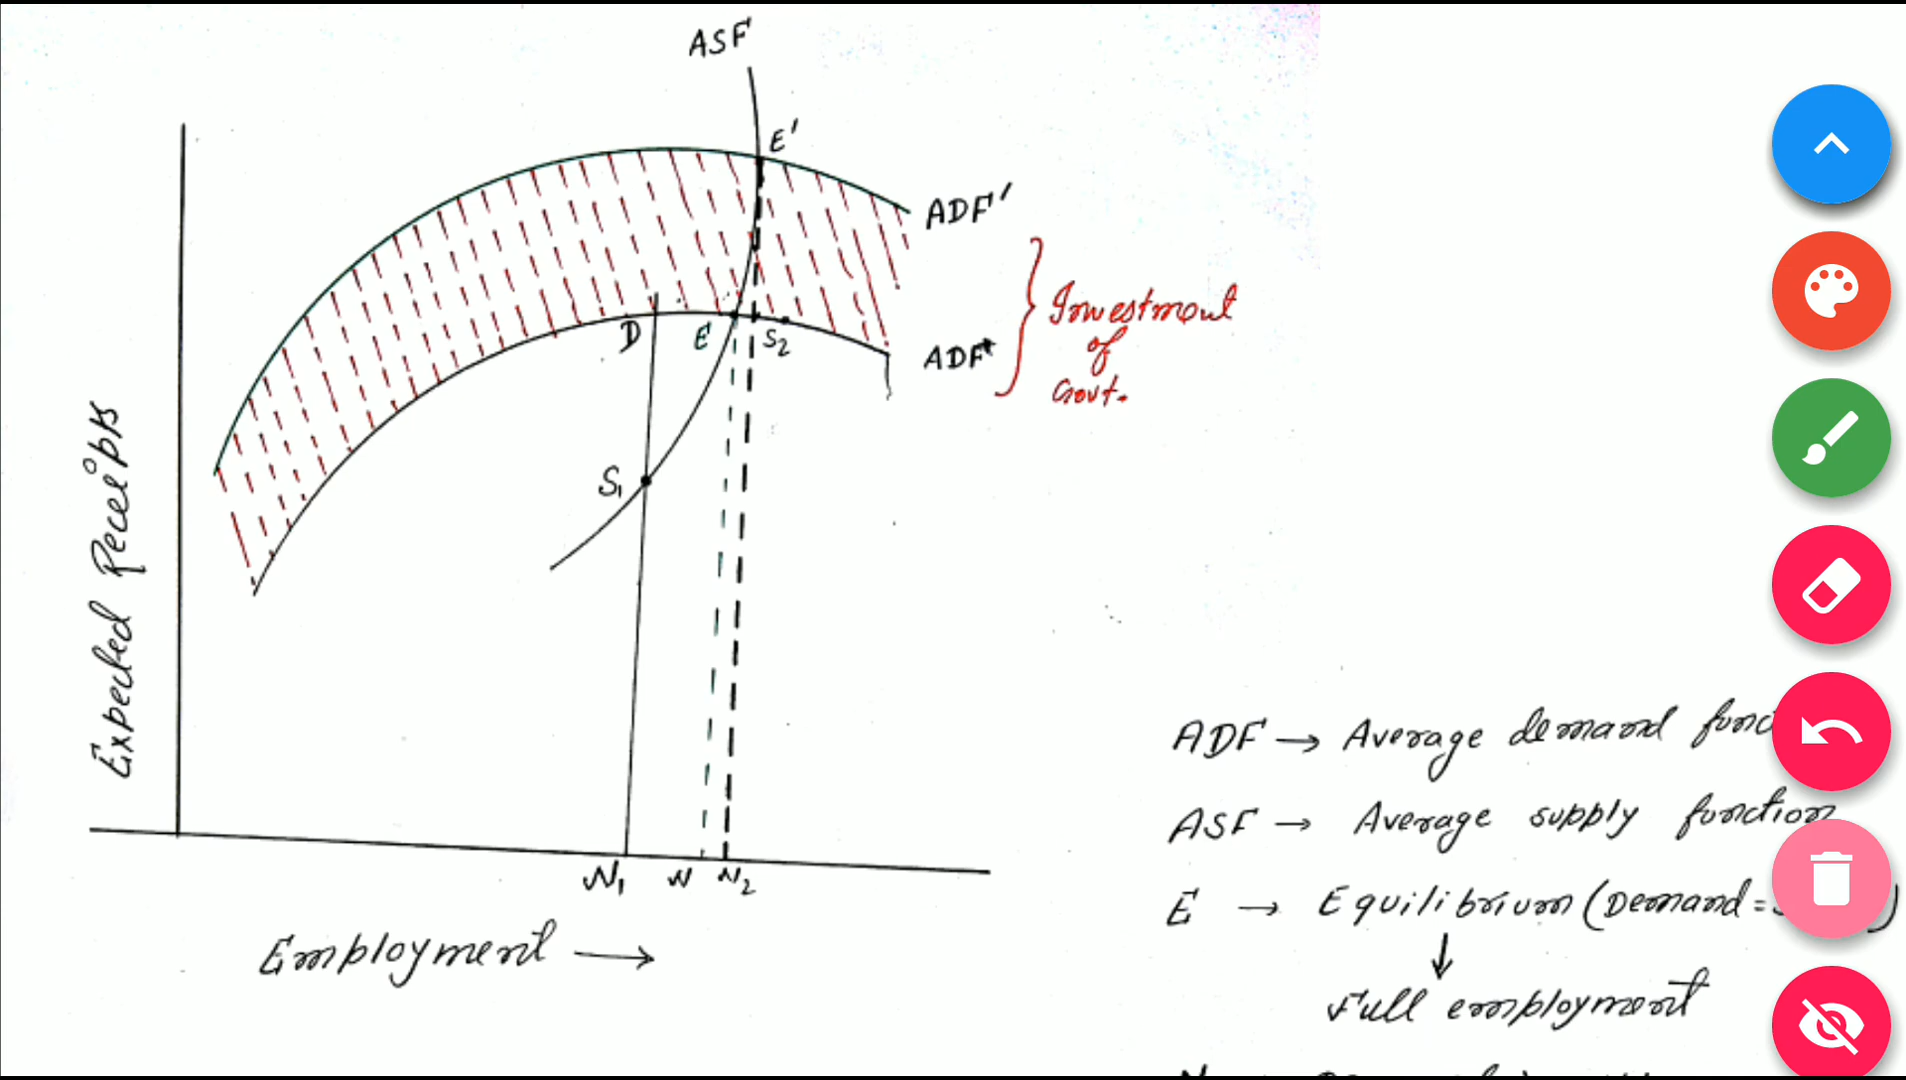 ASF
E'
ADF'
D
E
S2
ADF
Investment
of
Govt.
S1
Expected Receipts
N1
N
N2
Employment →
ADF → Average demand func
ASF → Average supply function
E → Equilibrium (Demand =
↓
Full employment